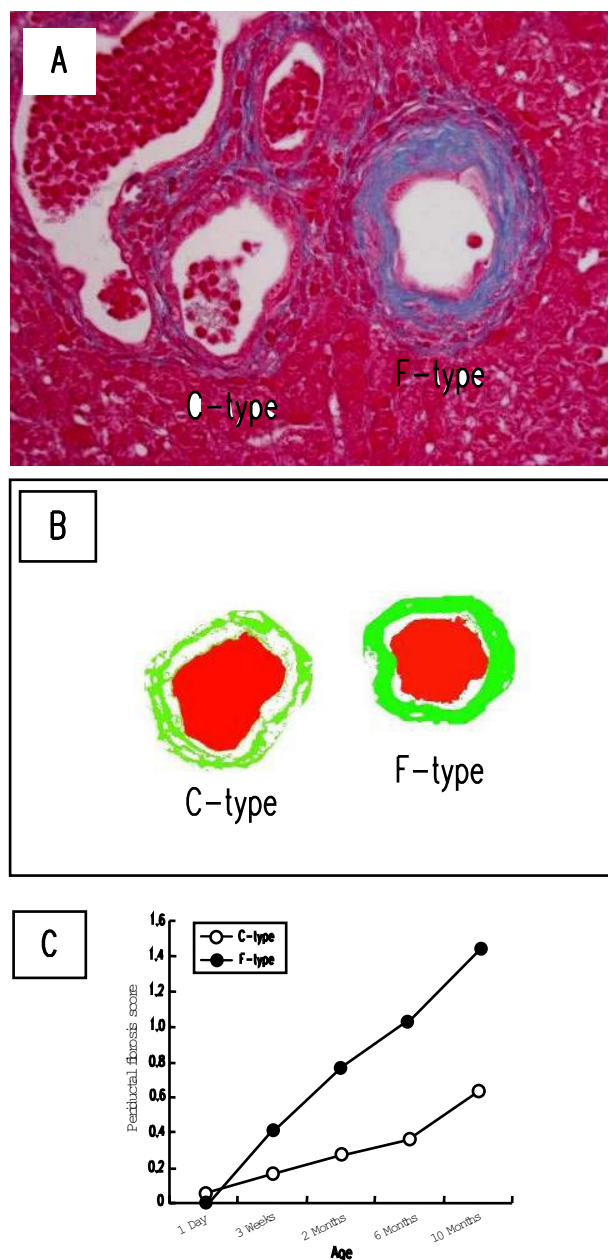 A
C-type
F-type
B
C-type
F-type
C
C-type
F-type
Periductal fibrosis score
1.6
1.4
1.2
1.0
0.8
0.6
0.4
0.2
0
1 Day
3 Weeks
2 Months
6 Months
10 Months
Age